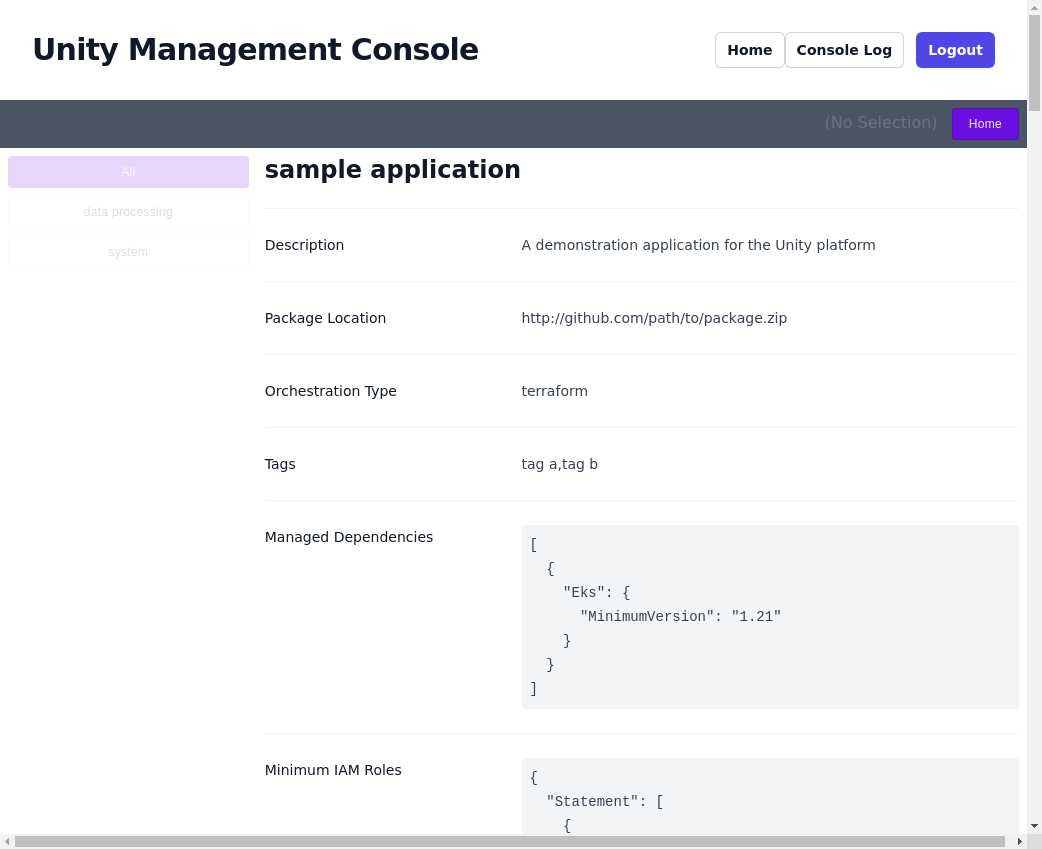 Unity Management Console
Home
Console Log
Logout
(No Selection)
Home
All
data processing
system
sample application
Description
A demonstration application for the Unity platform
Package Location
http://github.com/path/to/package.zip
Orchestration Type
terraform
Tags
tag a,tag b
Managed Dependencies
[
  {
    "Eks": {
      "MinimumVersion": "1.21"
    }
  }
]
Minimum IAM Roles
{
  "Statement": [
    {